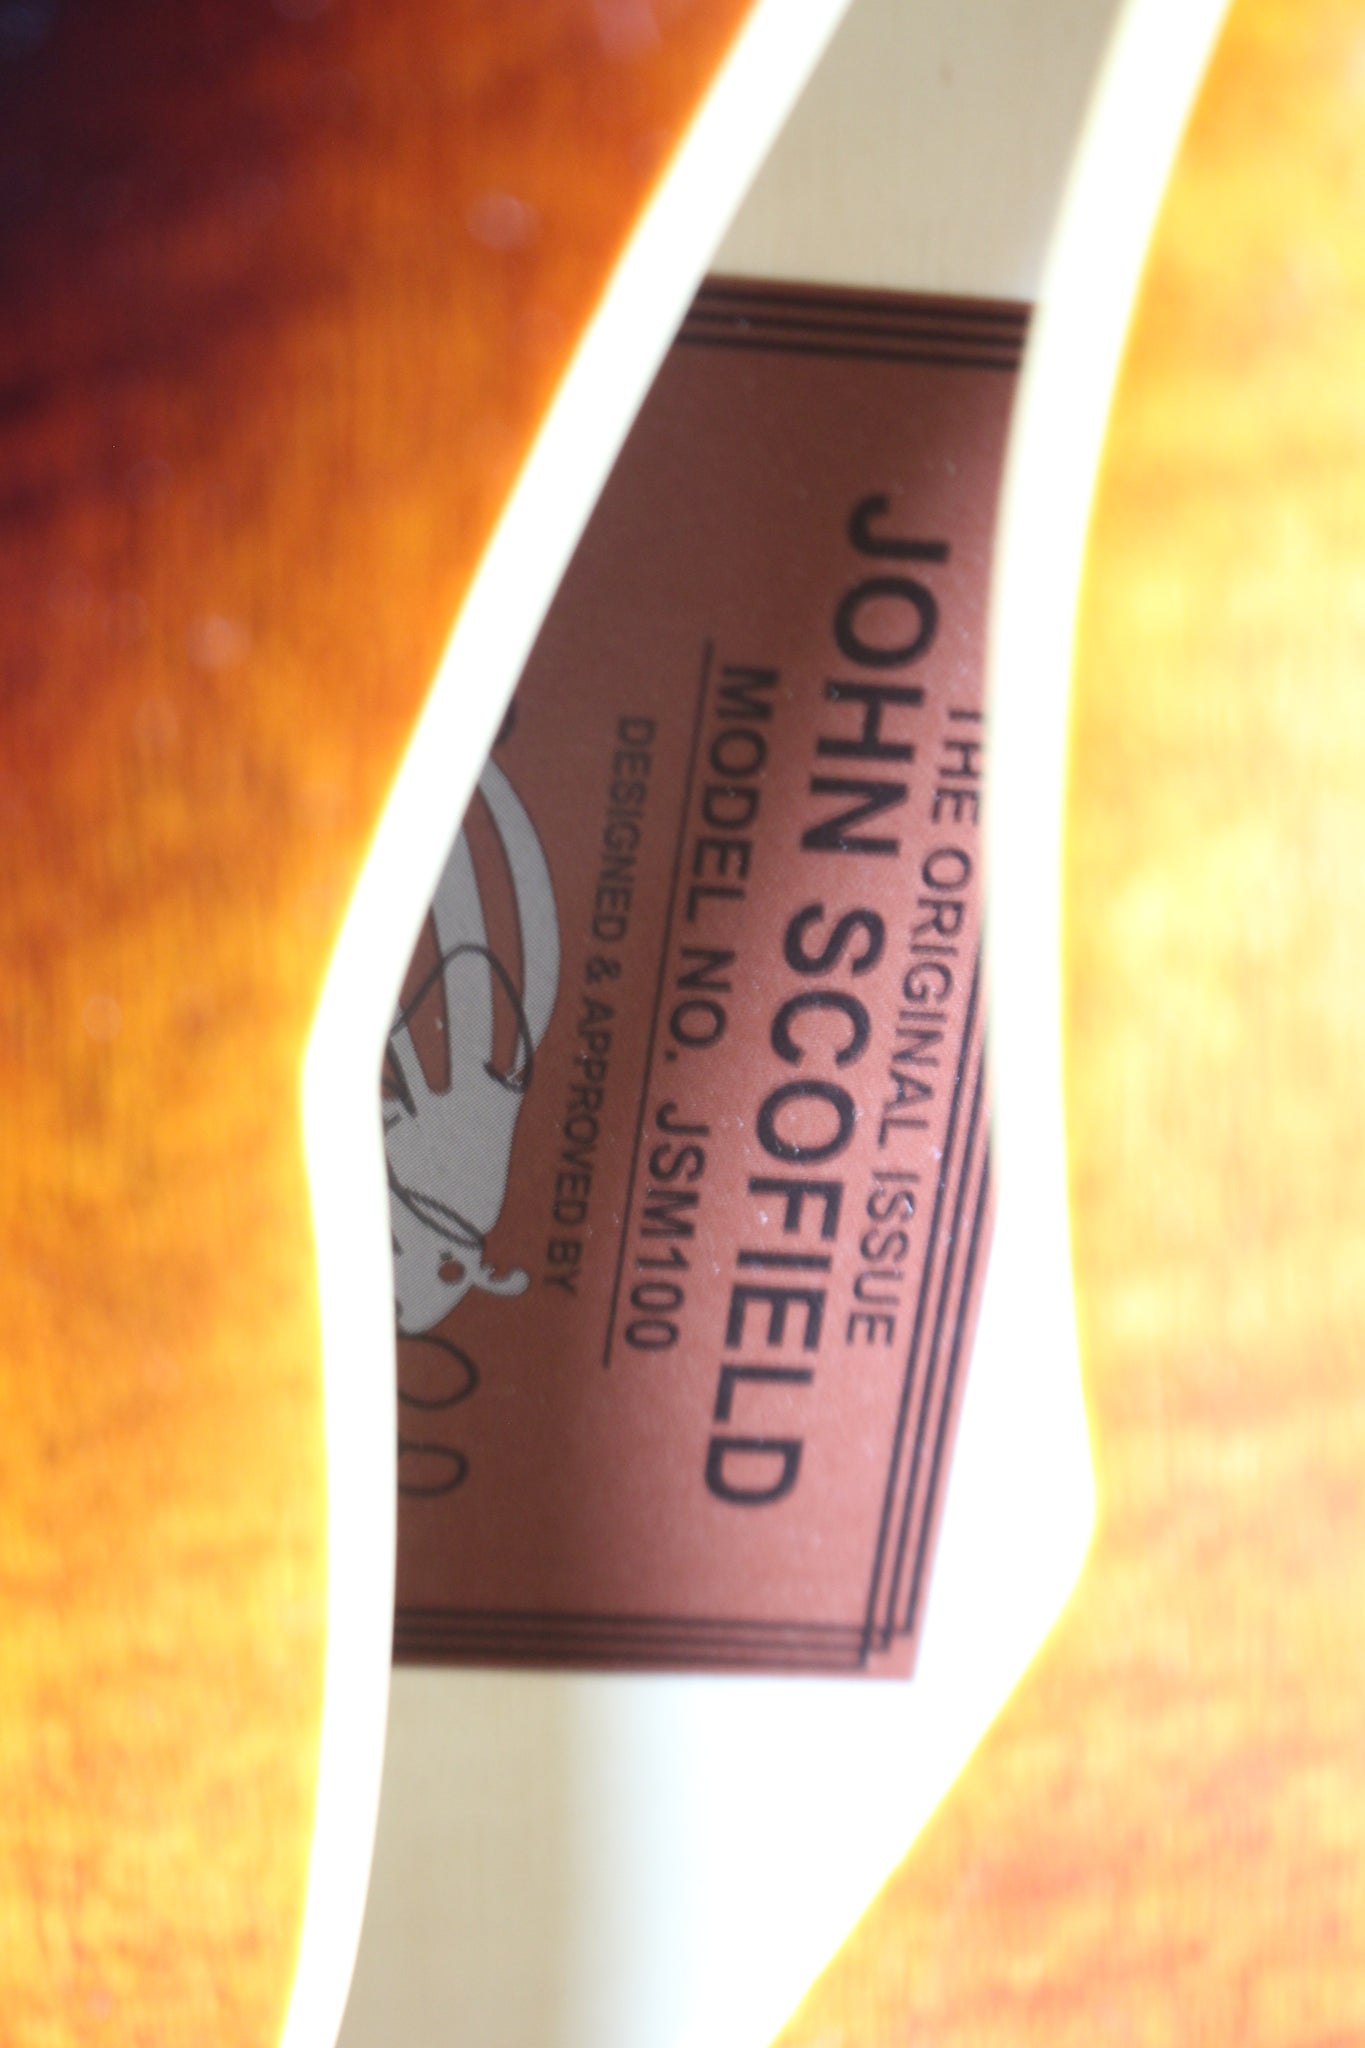 THE ORIGINAL ISSUE
JOHN SCOFIELD
MODEL NO. JSM100
DESIGNED & APPROVED BY